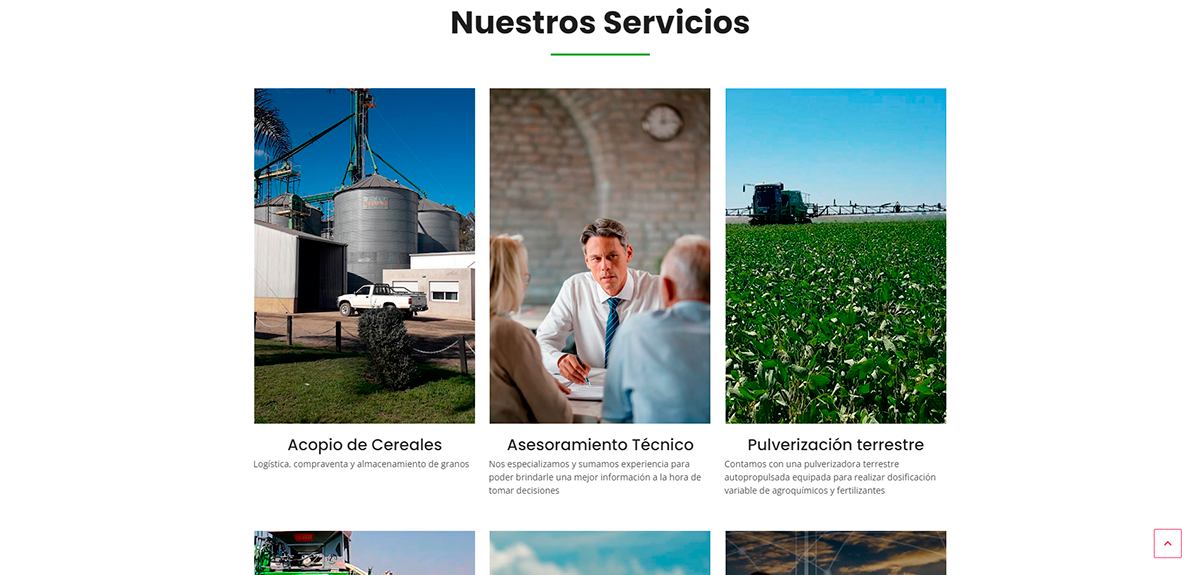 Nuestros Servicios
Acopio de Cereales
Logística, compraventa y almacenamiento de granos
Asesoramiento Técnico
Nos especializamos y sumamos experiencia para
poder brindarle una mejor información a la hora de
tomar decisiones
Pulverización terrestre
Contamos con una pulverizadora terrestre
autopropulsada equipada para realizar dosificación
variable de agroquímicos y fertilizantes